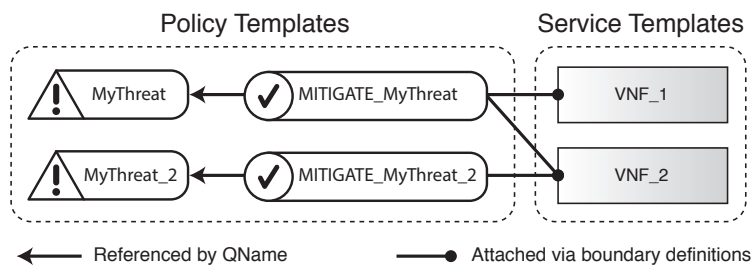 Policy Templates
Service Templates
MyThreat
MITIGATE_MyThreat
VNF_1
MyThreat_2
MITIGATE_MyThreat_2
VNF_2
Referenced by QName
Attached via boundary definitions